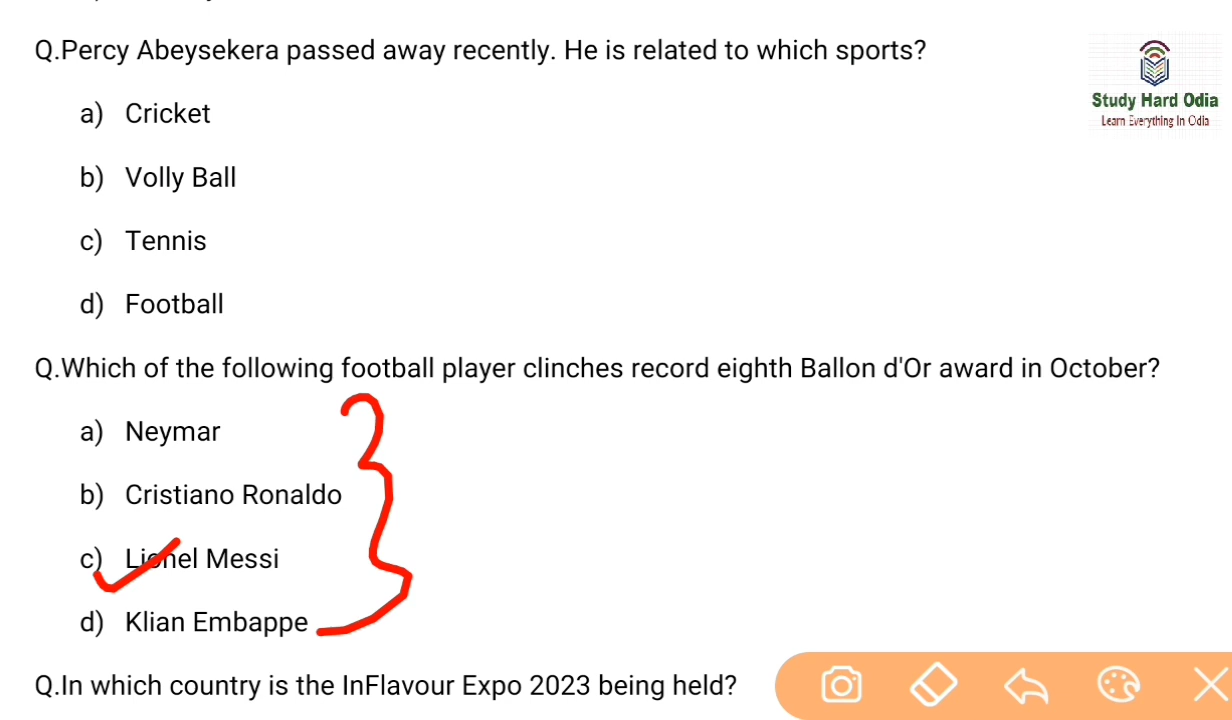 Q.Percy Abeysekera passed away recently. He is related to which sports?
Study Hard Odia
Learn Everything In Odia
a) Cricket
b) Volly Ball
c) Tennis
d) Football
Q.Which of the following football player clinches record eighth Ballon d'Or award in October?
a) Neymar
b) Cristiano Ronaldo
c) Lionel Messi
d) Klian Embappe
Q.In which country is the InFlavour Expo 2023 being held?